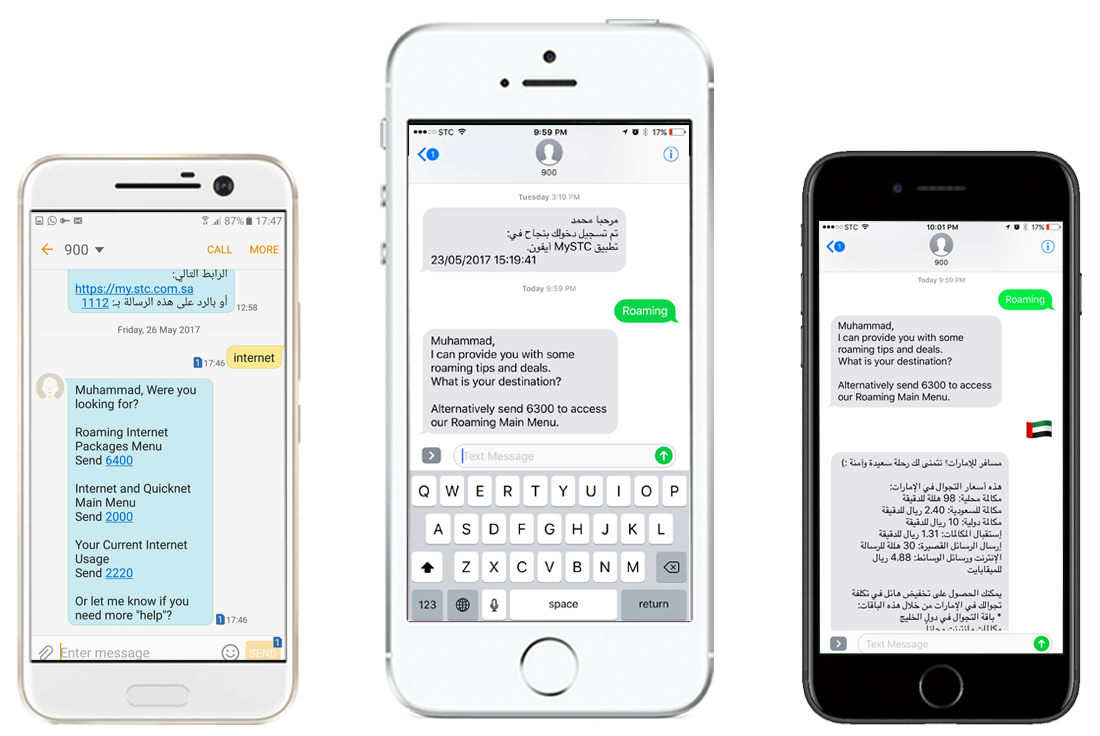 87% 17:47
900
CALL
MORE
الرابط التالي:
https://my.stc.com.sa
أو بالرد على هذه الرسالة بـ: 1112
12:58
Friday, 26 May 2017
1 17:46
internet
Muhammad, Were you
looking for?
Roaming Internet
Packages Menu
Send 6400
Internet and Quicknet
Main Menu
Send 2000
Your Current Internet
Usage
Send 2220
Or let me know if you
need more "help"?
1 17:46
Enter message
SEND
1
STC
9:59 PM
17%
1
900
Tuesday 3:19 PM
مرحبا محمد
تم تسجيل دخولك بنجاح في:
تطبيق MySTC ايفون.
23/05/2017 15:19:41
Today 9:59 PM
Roaming
Muhammad,
I can provide you with some
roaming tips and deals.
What is your destination?
Alternatively send 6300 to access
our Roaming Main Menu.
Text Message
Q W E R T Y U I O P
A S D F G H J K L
Z X C V B N M
123
space
return
STC
10:01 PM
17%
1
900
Today 9:59 PM
Roaming
Muhammad,
I can provide you with some
roaming tips and deals.
What is your destination?
Alternatively send 6300 to access
our Roaming Main Menu.
مسافر للإمارات؟ نتمنى لك رحلة سعيدة وآمنة :)
هذه أسعار التجوال في الإمارات:
مكالمة محلية: 98 هللة للدقيقة
مكالمة للسعودية: 2.40 ريال للدقيقة
مكالمة دولية: 10 ريال للدقيقة
إستقبال المكالمات: 1.31 ريال للدقيقة
إرسال الرسائل القصيرة: 30 هللة للرسالة
الإنترنت ورسائل الوسائط: 4.88 ريال
للميقابايت
يمكنك الحصول على تخفيض هائل في تكلفة
تجوالك في الإمارات من خلال هذه الباقات:
* باقة التجوال في دول الخليج
مكالمات وإنترنت مجاناً
Text Message